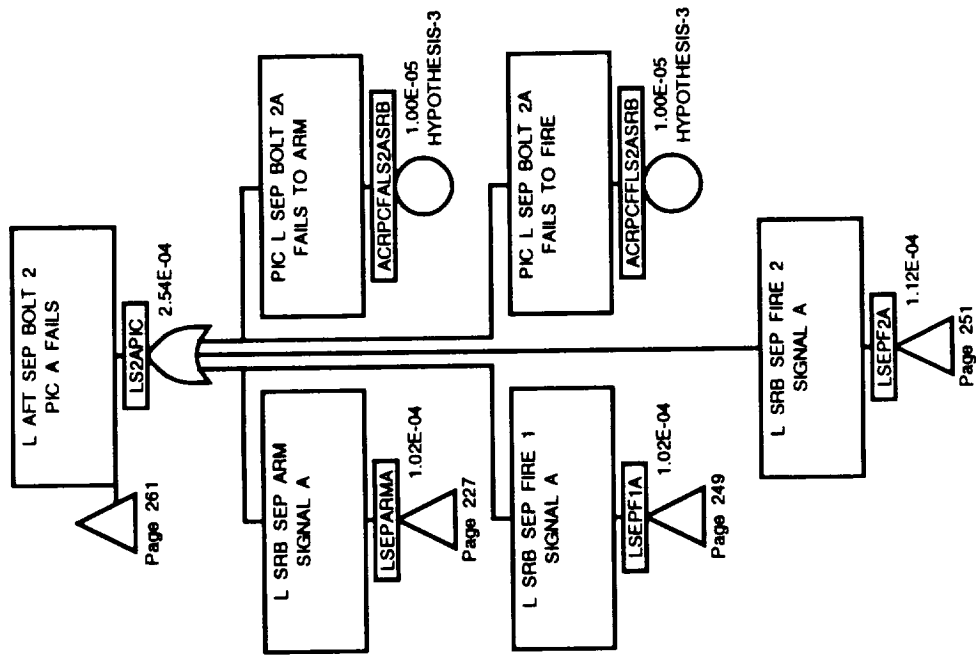 L AFT SEP BOLT 2
PIC A FAILS
LS2APIC
2.54E-04
Page 261
L SRB SEP ARM
SIGNAL A
LSEPARMA
1.02E-04
Page 227
PIC L SEP BOLT 2A
FAILS TO ARM
ACRPCFALS2ASRB
1.00E-05
HYPOTHESIS-3
L SRB SEP FIRE 1
SIGNAL A
LSEPF1A
1.02E-04
Page 249
PIC L SEP BOLT 2A
FAILS TO FIRE
ACRPCFFLS2ASRB
1.00E-05
HYPOTHESIS-3
L SRB SEP FIRE 2
SIGNAL A
LSEPF2A
1.12E-04
Page 251